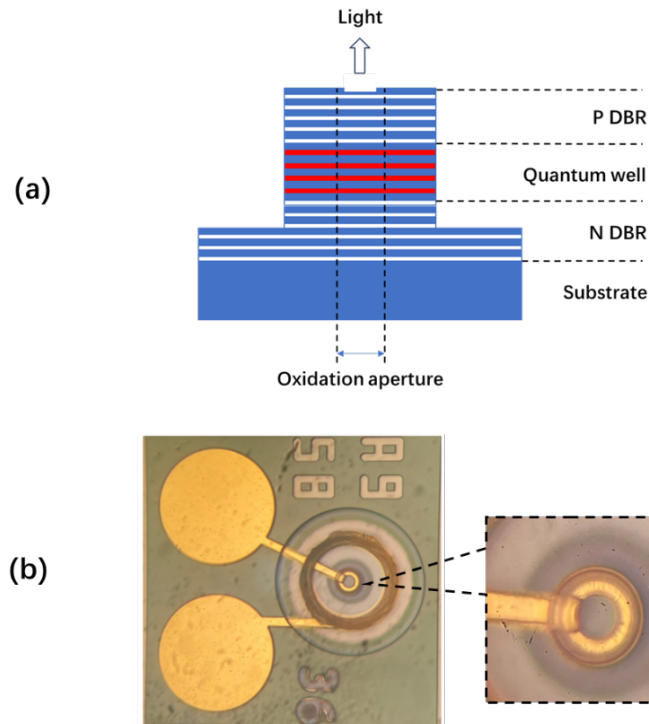 Light
P DBR
(a)
Quantum well
N DBR
Substrate
Oxidation aperture
(b)